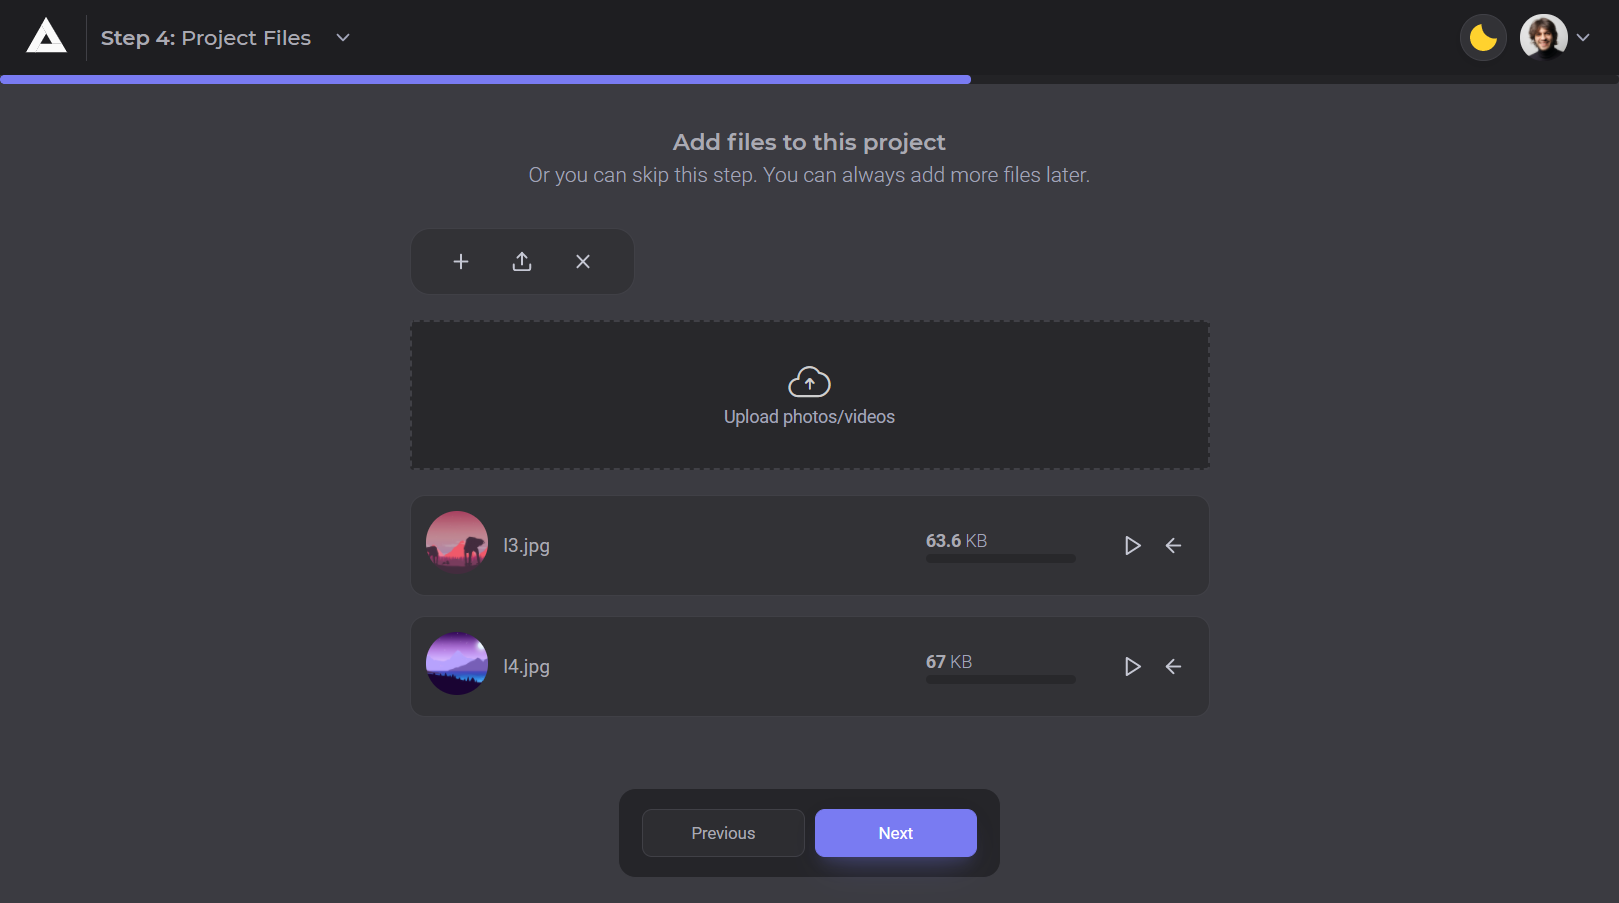 Step 4: Project Files
Add files to this project
Or you can skip this step. You can always add more files later.
Upload photos/videos
l3.jpg
63.6 KB
l4.jpg
67 KB
Previous
Next